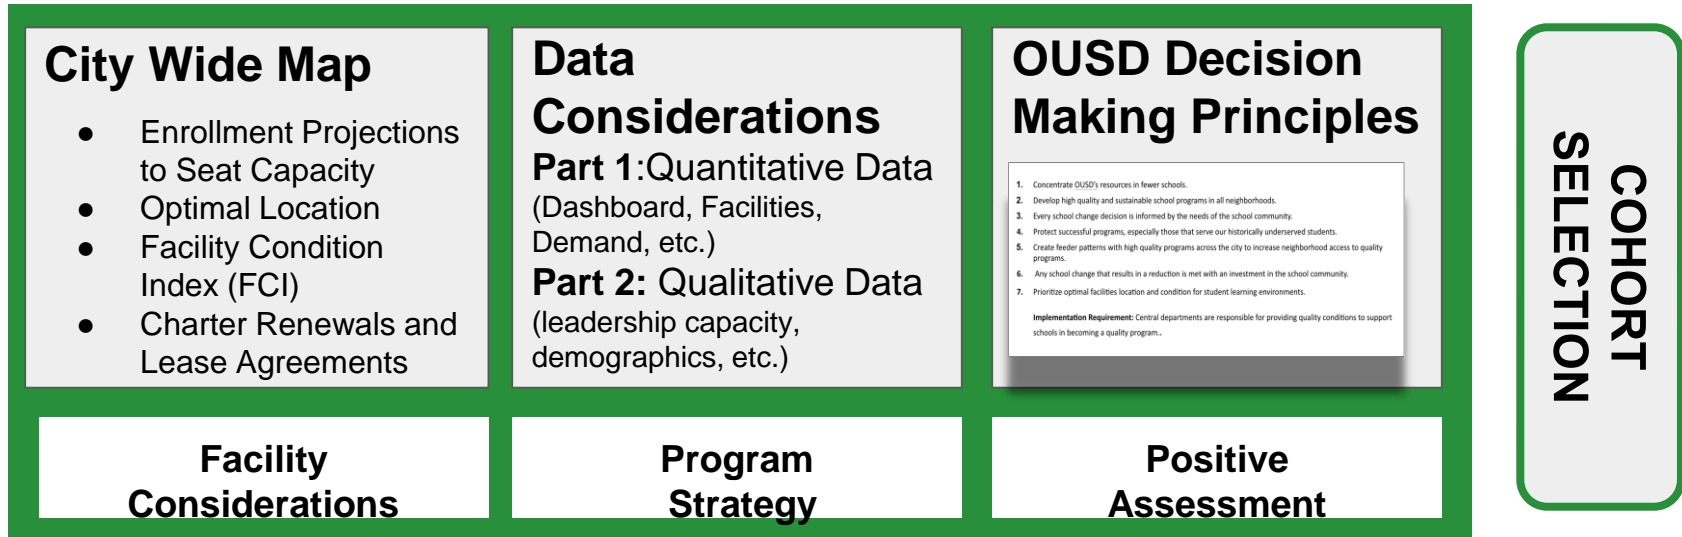 City Wide Map
● Enrollment Projections
to Seat Capacity
● Optimal Location
● Facility Condition
Index (FCI)
● Charter Renewals and
Lease Agreements
Facility
Considerations
Data
Considerations
Part 1:Quantitative Data
(Dashboard, Facilities,
Demand, etc.)
Part 2: Qualitative Data
(leadership capacity,
demographics, etc.)
Program
Strategy
OUSD Decision
Making Principles
1. Concentrate OUSD's resources in fewer schools.
2. Develop high quality and sustainable school programs in all neighborhoods.
3. Every school change decision is informed by the needs of the school community.
4. Protect successful programs, especially those that serve our historically underserved students.
5. Create feeder patterns with high quality programs across the city to increase neighborhood access to quality
programs.
6. Any school change that results in a reduction is met with an investment in the school community.
7. Prioritize optimal facilities location and condition for student learning environments.
Implementation Requirement: Central departments are responsible for providing quality conditions to support
schools in becoming a quality program..
Positive
Assessment
COHORT
SELECTION